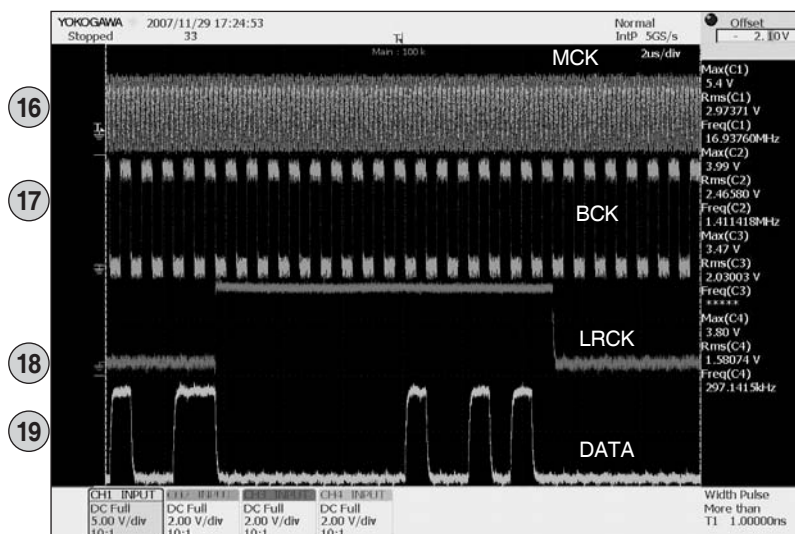 YOKOGAWA 2007/11/29 17:24:53 Normal Offset
Stopped 33 IntP 5GS/s - 2.10V
Main : 100 k 2us/div
MCK
16
17
BCK
18
LRCK
19
DATA
Max(C1)
5.4 V
Rms(C1)
2.97371 V
Freq(C1)
16.93760MHz
Max(C2)
3.99 V
Rms(C2)
2.46580 V
Freq(C2)
1.411418MHz
Max(C3)
3.47 V
Rms(C3)
2.03003 V
Freq(C3)
*****
Max(C4)
3.80 V
Rms(C4)
1.58074 V
Freq(C4)
297.1415kHz
CH1 INPUT CH2 INPUT CH3 INPUT CH4 INPUT
DC Full DC Full DC Full DC Full
5.00 V/div 2.00 V/div 2.00 V/div 2.00 V/div
10:1 10:1 10:1 10:1
Width Pulse
More than
T1 1.00000ns